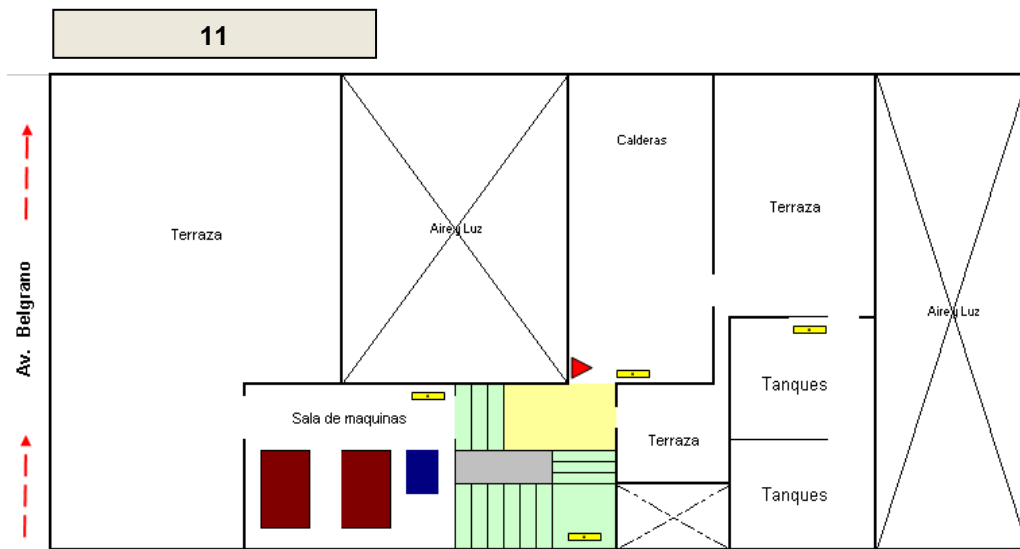 11
Calderas
Terraza
Terraza
Aire y Luz
Aire y Luz
Av. Belgrano
Tanques
Sala de maquinas
Terraza
Tanques